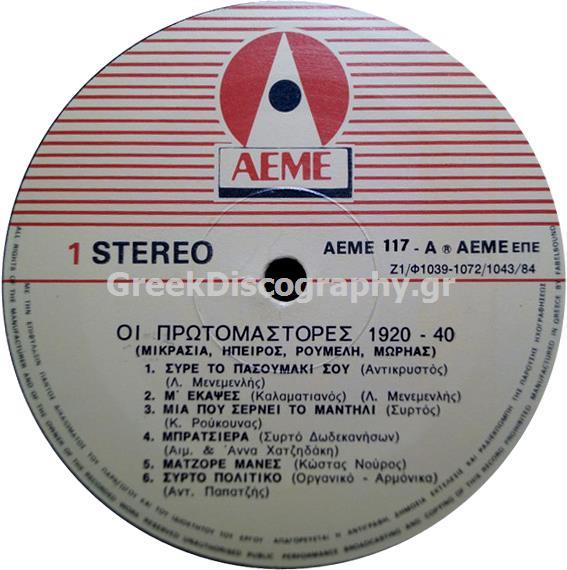 AEME
1 STEREO
AEME 117 - A ® AEME ΕΠΕ
Ζ1/Φ1039-1072/1043/84
GreekDiscography.gr
ΟΙ ΠΡΩΤΟΜΑΣΤΟΡΕΣ 1920 - 40
(ΜΙΚΡΑΣΙΑ, ΗΠΕΙΡΟΣ, ΡΟΥΜΕΛΗ, ΜΩΡΗΑΣ)
1. ΣΥΡΕ ΤΟ ΠΑΣΟΥΜΑΚΙ ΣΟΥ (Αντικρυστός)
(Λ. Μενεμενλής)
2. Μ' ΕΚΑΨΕΣ (Καλαματιανός) (Λ. Μενεμενλής)
3. ΜΙΑ ΠΟΥ ΣΕΡΝΕΙ ΤΟ ΜΑΝΤΗΛΙ (Συρτός)
(Κ. Ρούκουνας)
4. ΜΠΡΑΤΣΙΕΡΑ (Συρτό Δωδεκανήσων)
(Αιμ. & Άννα Χατζηδάκη)
5. ΜΑΤΖΟΡΕ ΜΑΝΕΣ (Κώστας Νούρος)
6. ΣΥΡΤΟ ΠΟΛΙΤΙΚΟ (Οργανικό - Αρμόνικα)
(Αντ. Παπατζής)